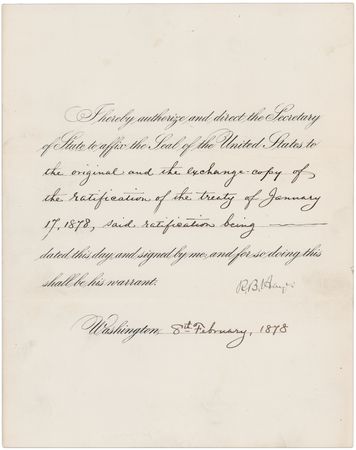 I hereby authorize and direct the Secretary
of State to affix the Seal of the United States to
the original and the exchange copy of
the ratification of the treaty of January
17, 1878, said ratification being
dated this day, and signed by me, and for so doing this
shall be his warrant.
R. B. Hayes
Washington, 8th February, 1878